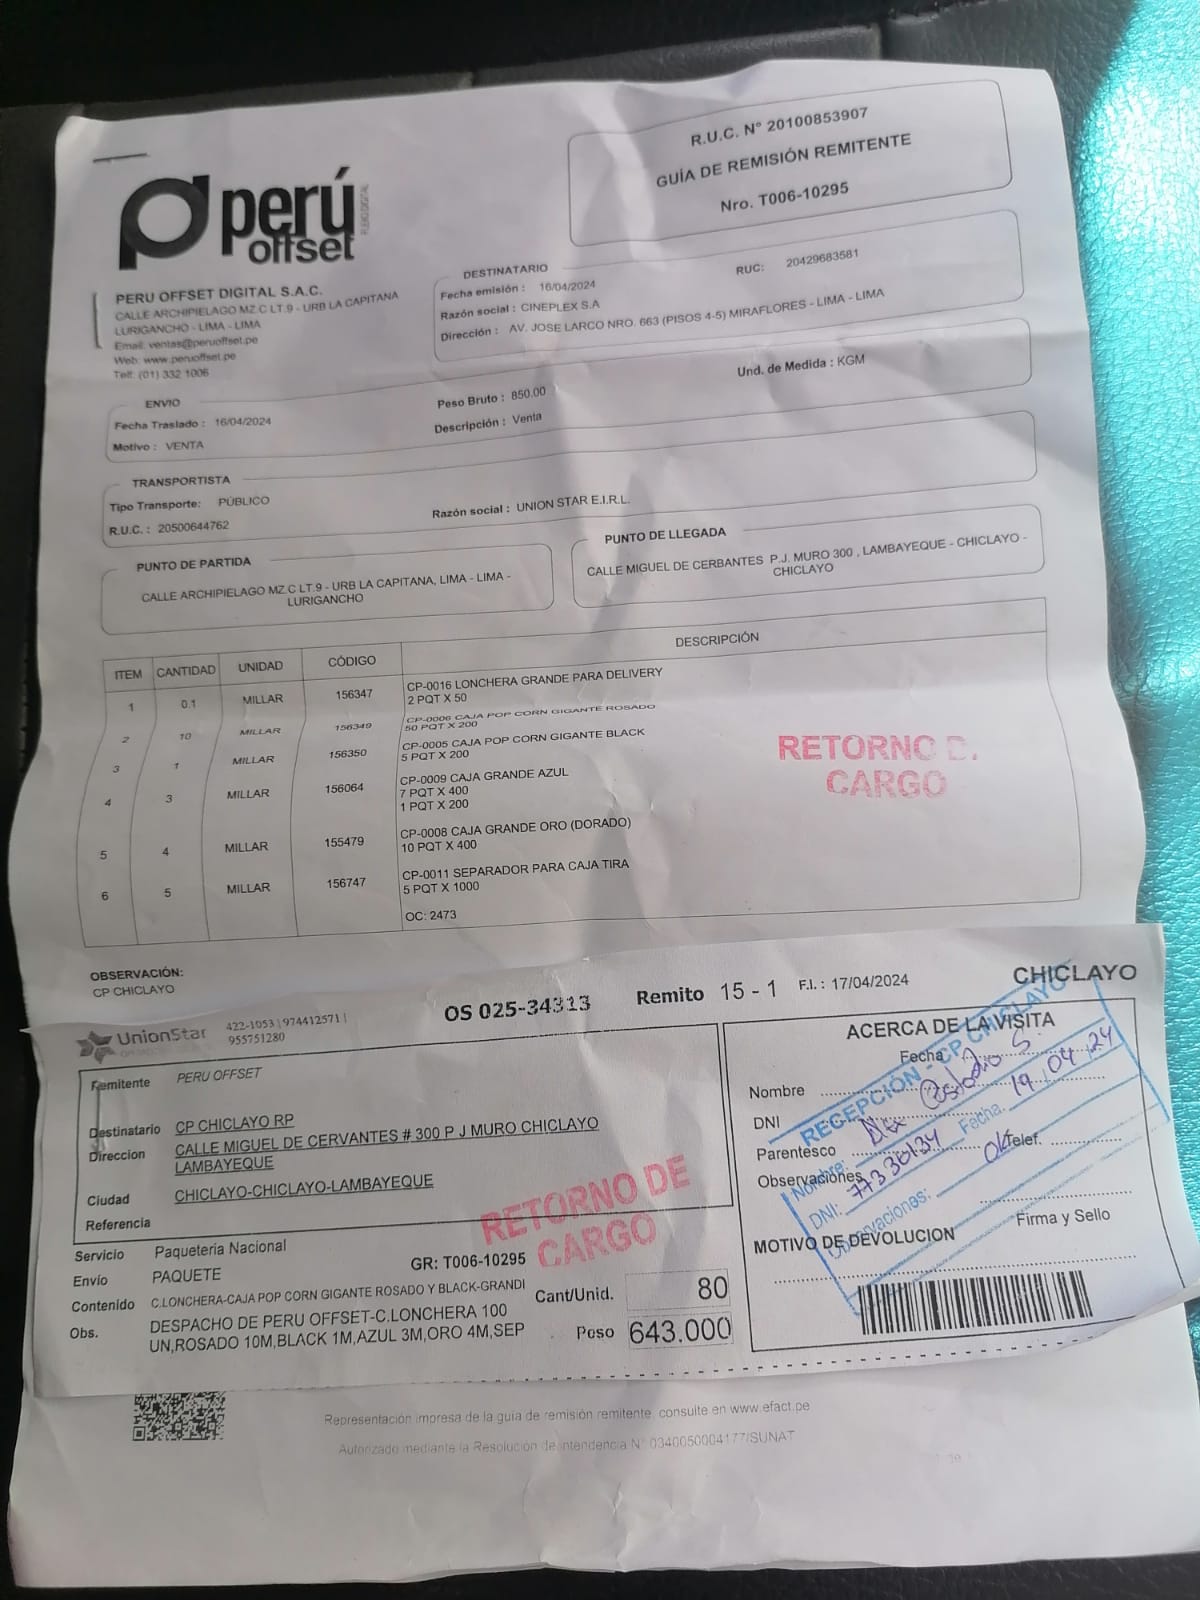 R.U.C. N° 20100853907
GUÍA DE REMISIÓN REMITENTE
Nro. T006-10295
perú
offset
PERU OFFSET DIGITAL S.A.C.
CALLE ARCHIPIELAGO MZ.C LT.9 - URB LA CAPITANA
LURIGANCHO - LIMA - LIMA
Email: ventas@peruoffset.pe
Web: www.peruoffset.pe
Telf: (01) 332 1006
DESTINATARIO
Fecha emisión : 16/04/2024
RUC: 20429683581
Razón social : CINEPLEX S.A
Dirección : AV. JOSE LARCO NRO. 663 (PISOS 4-5) MIRAFLORES - LIMA - LIMA
ENVIO
Fecha Traslado : 16/04/2024
Peso Bruto : 850.00
Und. de Medida : KGM
Motivo : VENTA
Descripción : Venta
TRANSPORTISTA
Tipo Transporte: PÚBLICO
Razón social : UNION STAR E.I.R.L.
R.U.C. : 20500644762
PUNTO DE PARTIDA
CALLE ARCHIPIELAGO MZ.C LT.9 - URB LA CAPITANA, LIMA - LIMA -
LURIGANCHO
PUNTO DE LLEGADA
CALLE MIGUEL DE CERBANTES P.J. MURO 300 , LAMBAYEQUE - CHICLAYO -
CHICLAYO
ITEM CANTIDAD UNIDAD CÓDIGO DESCRIPCIÓN
1 0.1 MILLAR 156347 CP-0016 LONCHERA GRANDE PARA DELIVERY
2 PQT X 50
2 10 MILLAR 156349 CP-0006 CAJA POP CORN GIGANTE ROSADO
50 PQT X 200
3 1 MILLAR 156350 CP-0005 CAJA POP CORN GIGANTE BLACK
5 PQT X 200
4 3 MILLAR 156064 CP-0009 CAJA GRANDE AZUL
7 PQT X 400
1 PQT X 200
5 4 MILLAR 155479 CP-0008 CAJA GRANDE ORO (DORADO)
10 PQT X 400
6 5 MILLAR 156747 CP-0011 SEPARADOR PARA CAJA TIRA
5 PQT X 1000
OC: 2473
RETORNO D.
CARGO
OBSERVACIÓN:
CP CHICLAYO
UnionStar
422-1053 | 974412571 |
955751280
OS 025-34313
Remito 15 - 1
F.I. : 17/04/2024
CHICLAYO
Remitente PERU OFFSET
Destinatario CP CHICLAYO RP
Direccion CALLE MIGUEL DE CERVANTES # 300 P J MURO CHICLAYO
LAMBAYEQUE
Ciudad CHICLAYO-CHICLAYO-LAMBAYEQUE
Referencia
RETORNO DE
CARGO
Servicio Paqueteria Nacional
GR: T006-10295
Envío PAQUETE
Contenido C.LONCHERA-CAJA POP CORN GIGANTE ROSADO Y BLACK-GRANDI
Cant/Unid. 80
Obs. DESPACHO DE PERU OFFSET-C.LONCHERA 100
UN,ROSADO 10M,BLACK 1M,AZUL 3M,ORO 4M,SEP
Peso 643.000
ACERCA DE LA VISITA
Fecha
Nombre
DNI
Parentesco
Telef.
Observaciones
Firma y Sello
MOTIVO DE DEVOLUCION
RECEPCIÓN - CP CHICLAYO
Nombre: Alex Custodio S.
DNI: 77336134 Fecha. 19/04/24
Observaciones: Ok
Representación impresa de la guía de remisión remitente, consulte en www.efact.pe
Autorizado mediante la Resolución de intendencia N° 0340050004177/SUNAT